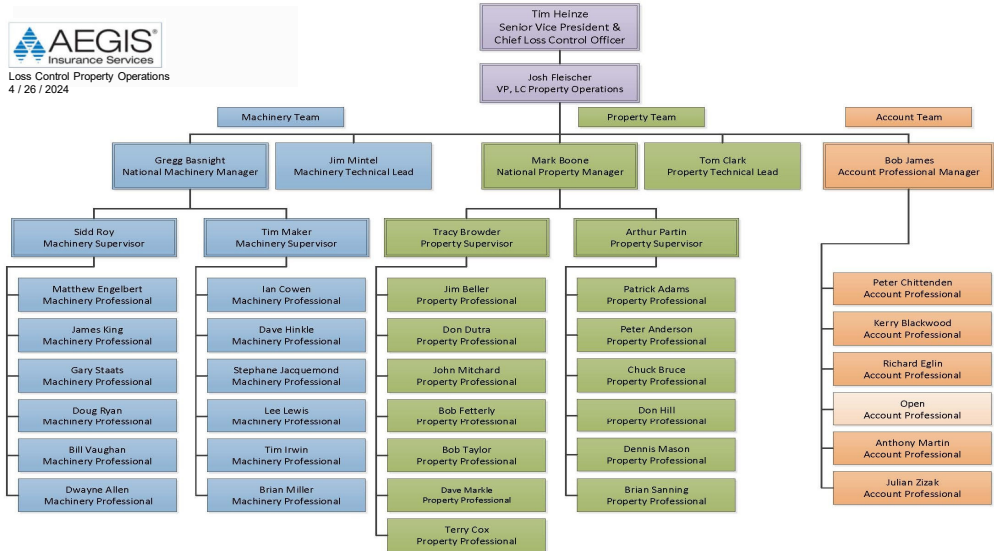 AEGIS®
Insurance Services
Loss Control Property Operations
4 / 26 / 2024
Tim Heinze
Senior Vice President &
Chief Loss Control Officer
Josh Fleischer
VP, LC Property Operations
Machinery Team
Property Team
Account Team
Gregg Basnight
National Machinery Manager
Jim Mintel
Machinery Technical Lead
Mark Boone
National Property Manager
Tom Clark
Property Technical Lead
Bob James
Account Professional Manager
Sidd Roy
Machinery Supervisor
Tim Maker
Machinery Supervisor
Tracy Browder
Property Supervisor
Arthur Partin
Property Supervisor
Matthew Engelbert
Machinery Professional
James King
Machinery Professional
Gary Staats
Machinery Professional
Doug Ryan
Machinery Professional
Bill Vaughan
Machinery Professional
Dwayne Allen
Machinery Professional
Ian Cowen
Machinery Professional
Dave Hinkle
Machinery Professional
Stephane Jacquemond
Machinery Professional
Lee Lewis
Machinery Professional
Tim Irwin
Machinery Professional
Brian Miller
Machinery Professional
Jim Beller
Property Professional
Don Dutra
Property Professional
John Mitchard
Property Professional
Bob Fetterly
Property Professional
Bob Taylor
Property Professional
Dave Markle
Property Professional
Terry Cox
Property Professional
Patrick Adams
Property Professional
Peter Anderson
Property Professional
Chuck Bruce
Property Professional
Don Hill
Property Professional
Dennis Mason
Property Professional
Brian Sanning
Property Professional
Peter Chittenden
Account Professional
Kerry Blackwood
Account Professional
Richard Eglin
Account Professional
Open
Account Professional
Anthony Martin
Account Professional
Julian Zizak
Account Professional